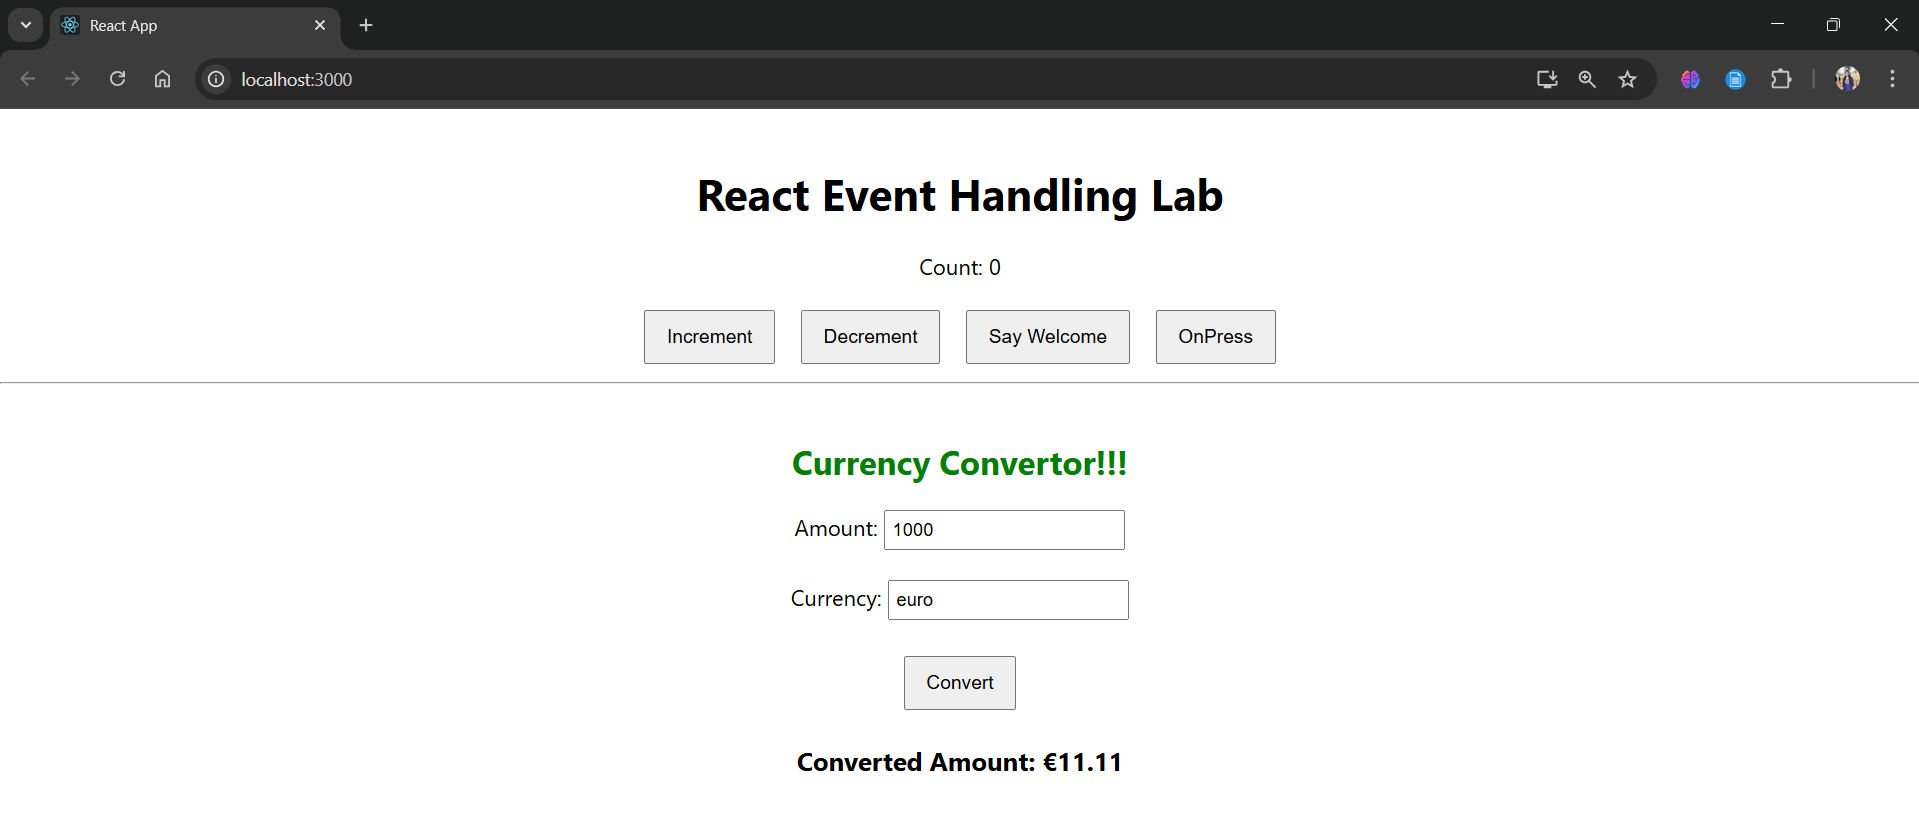 React App
localhost:3000
React Event Handling Lab
Count: 0
Increment Decrement Say Welcome OnPress
Currency Convertor!!!
Amount: 1000
Currency: euro
Convert
Converted Amount: €11.11